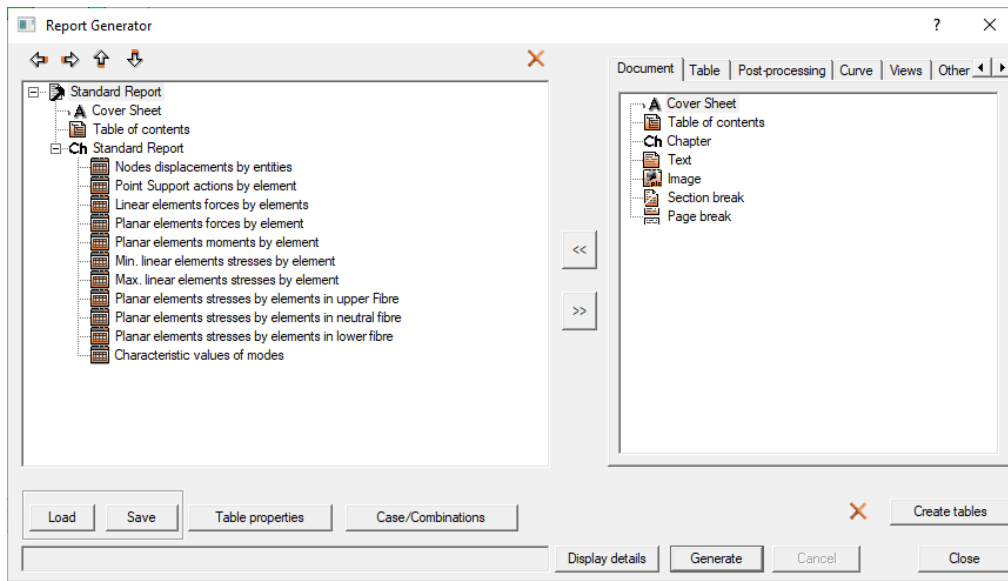 Report Generator
?
Document
Table
Post-processing
Curve
Views
Other
Standard Report
Cover Sheet
Table of contents
Ch Standard Report
Nodes displacements by entities
Point Support actions by element
Linear elements forces by elements
Planar elements forces by element
Planar elements moments by element
Min. linear elements stresses by element
Max. linear elements stresses by element
Planar elements stresses by elements in upper Fibre
Planar elements stresses by elements in neutral fibre
Planar elements stresses by elements in lower fibre
Characteristic values of modes
<<
>>
Cover Sheet
Table of contents
Ch Chapter
Text
Image
Section break
Page break
Load
Save
Table properties
Case/Combinations
Create tables
Display details
Generate
Cancel
Close